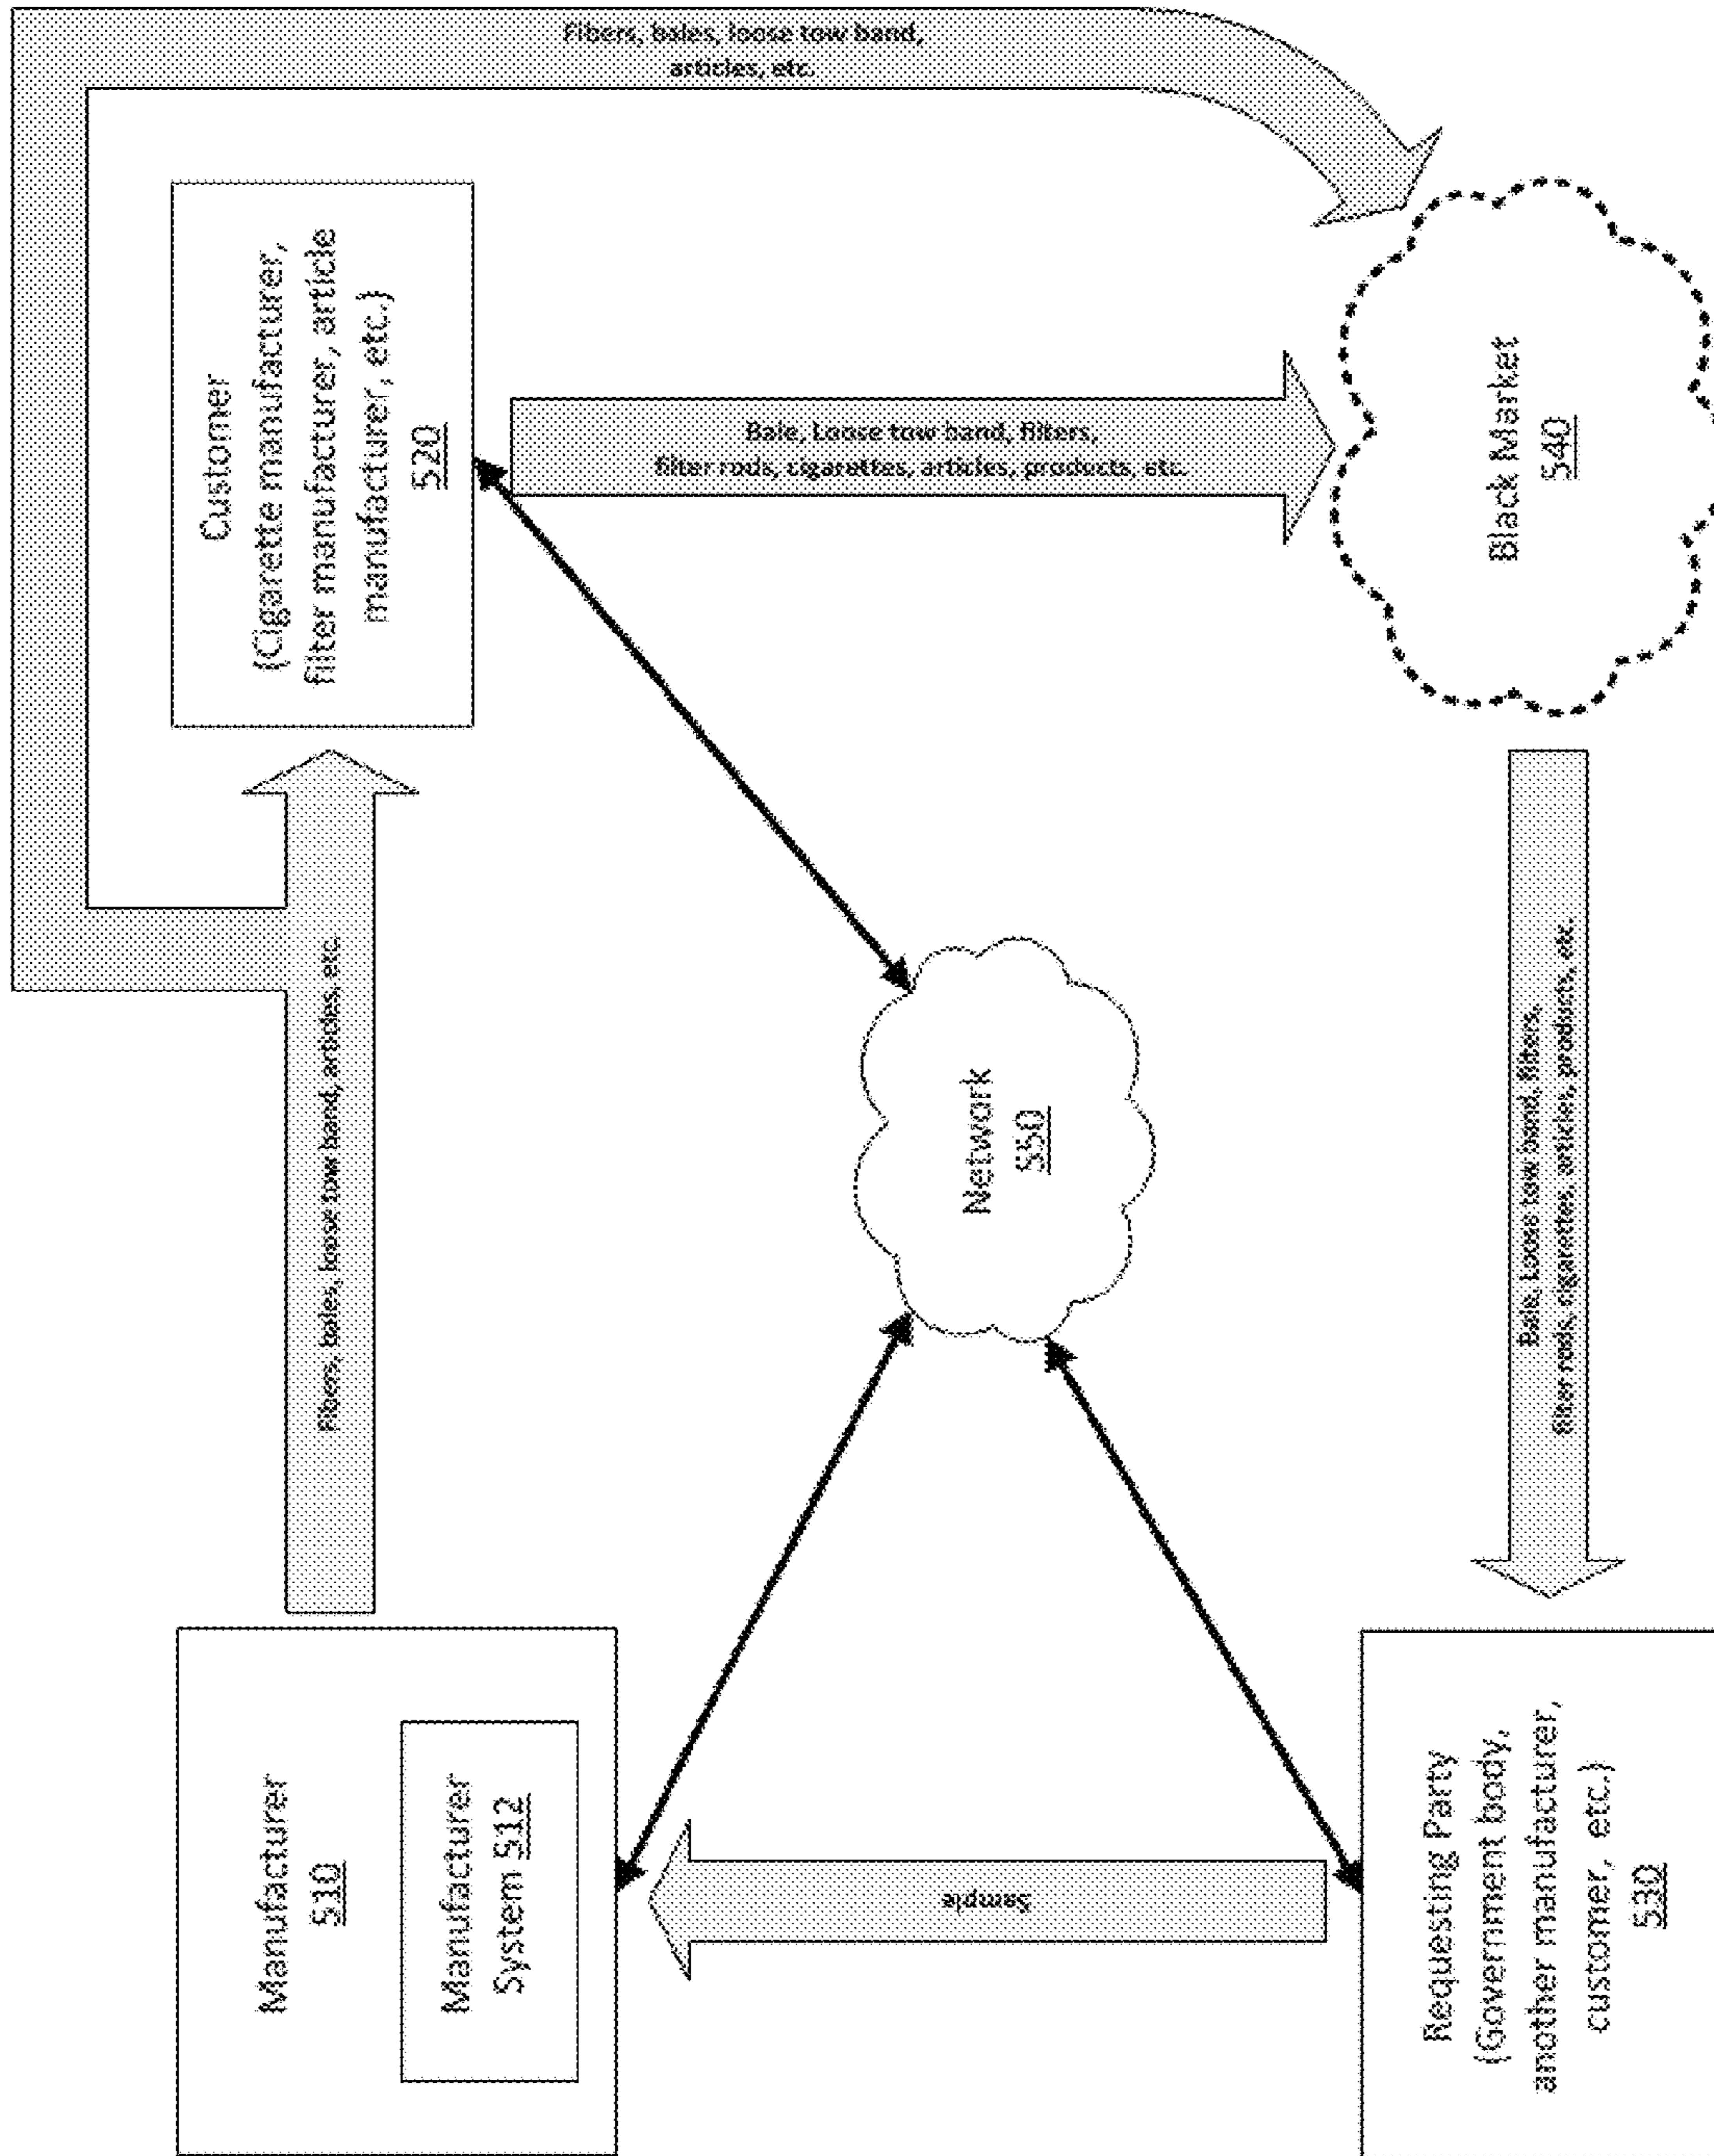 Manufacturer
510
Manufacturer
System 512
Fibers, bales, loose tow band, articles, etc.
Customer
(Cigarette manufacturer,
filter manufacturer, article
manufacturer, etc.)
520
Fibers, bales, loose tow band,
articles, etc.
Sample
Network
550
Bale, Loose tow band, filters,
filter rods, cigarettes, articles, products, etc.
Requesting Party
(Government body,
another manufacturer,
customer, etc.)
530
Bale, Loose tow band, filters,
filter rods, cigarettes, articles, products, etc.
Black Market
540